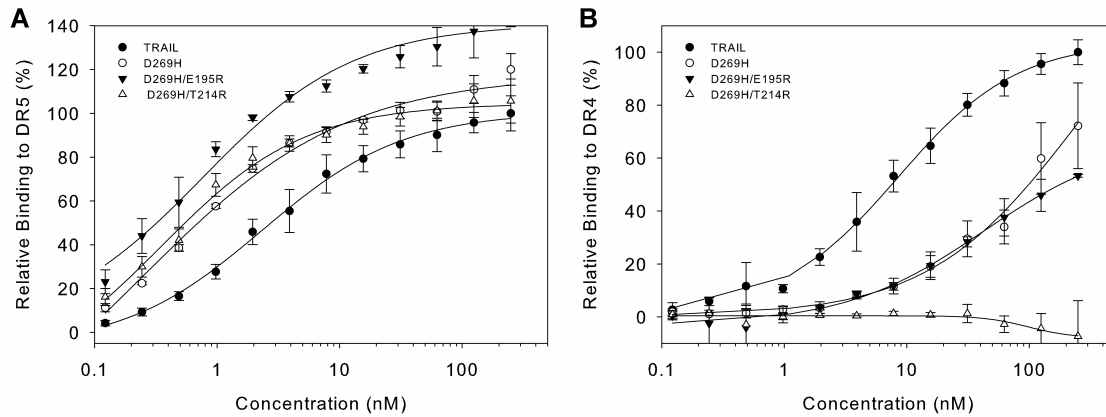 A
Relative Binding to DR5 (%)
140
120
100
80
60
40
20
0
TRAIL
D269H
D269H/E195R
D269H/T214R
0.1
1
10
100
Concentration (nM)
B
Relative Binding to DR4 (%)
100
80
60
40
20
0
TRAIL
D269H
D269H/E195R
D269H/T214R
0.1
1
10
100
Concentration (nM)